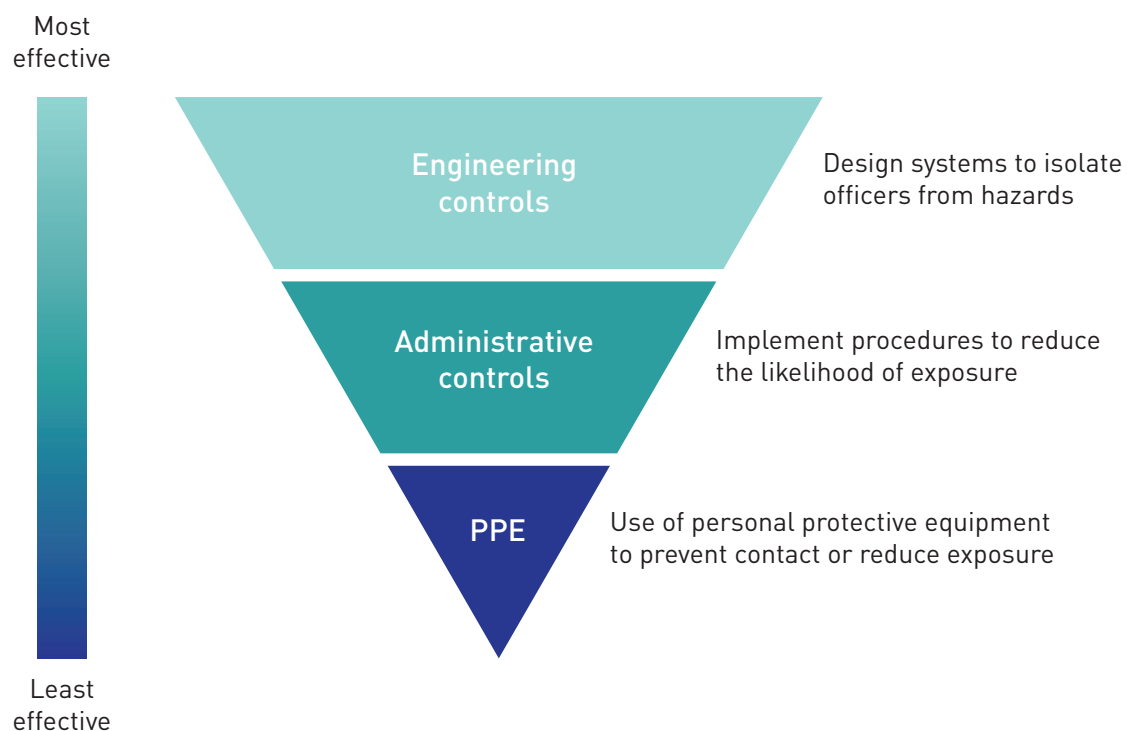 Most
effective
Engineering
controls
Design systems to isolate
officers from hazards
Administrative
controls
Implement procedures to reduce
the likelihood of exposure
PPE
Use of personal protective equipment
to prevent contact or reduce exposure
Least
effective